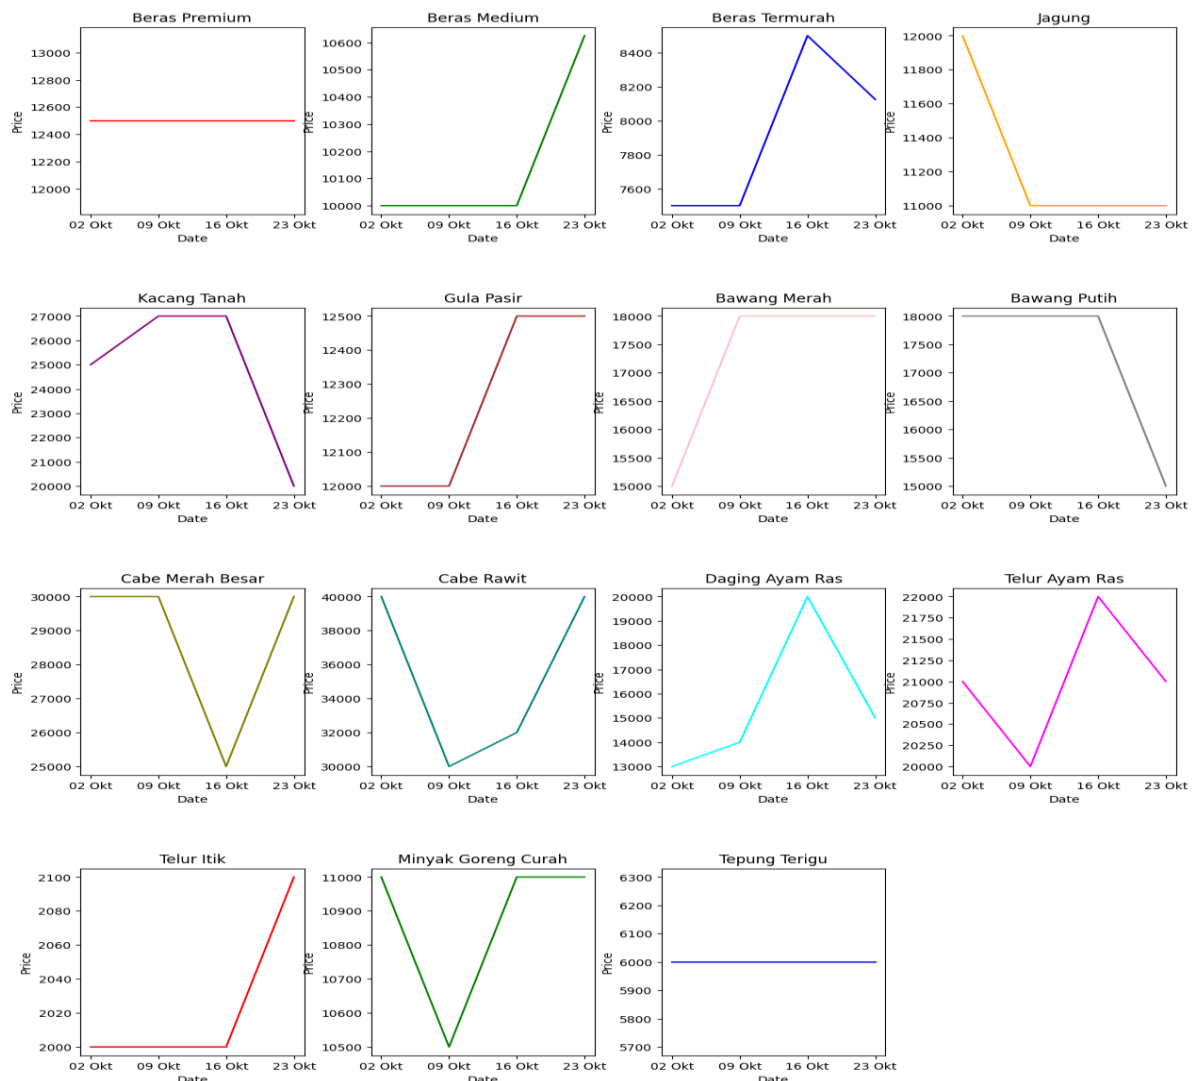 Beras Premium
Price
13000
12800
12600
12400
12200
12000
02 Okt 09 Okt 16 Okt 23 Okt
Date
Beras Medium
Price
10600
10500
10400
10300
10200
10100
10000
02 Okt 09 Okt 16 Okt 23 Okt
Date
Beras Termurah
Price
8400
8200
8000
7800
7600
02 Okt 09 Okt 16 Okt 23 Okt
Date
Jagung
Price
12000
11800
11600
11400
11200
11000
02 Okt 09 Okt 16 Okt 23 Okt
Date
Kacang Tanah
Price
27000
26000
25000
24000
23000
22000
21000
20000
02 Okt 09 Okt 16 Okt 23 Okt
Date
Gula Pasir
Price
12500
12400
12300
12200
12100
12000
02 Okt 09 Okt 16 Okt 23 Okt
Date
Bawang Merah
Price
18000
17500
17000
16500
16000
15500
15000
02 Okt 09 Okt 16 Okt 23 Okt
Date
Bawang Putih
Price
18000
17500
17000
16500
16000
15500
15000
02 Okt 09 Okt 16 Okt 23 Okt
Date
Cabe Merah Besar
Price
30000
29000
28000
27000
26000
25000
02 Okt 09 Okt 16 Okt 23 Okt
Date
Cabe Rawit
Price
40000
38000
36000
34000
32000
30000
02 Okt 09 Okt 16 Okt 23 Okt
Date
Daging Ayam Ras
Price
20000
19000
18000
17000
16000
15000
14000
13000
02 Okt 09 Okt 16 Okt 23 Okt
Date
Telur Ayam Ras
Price
22000
21750
21500
21250
21000
20750
20500
20250
20000
02 Okt 09 Okt 16 Okt 23 Okt
Date
Telur Itik
Price
2100
2080
2060
2040
2020
2000
02 Okt 09 Okt 16 Okt 23 Okt
Date
Minyak Goreng Curah
Price
11000
10900
10800
10700
10600
10500
02 Okt 09 Okt 16 Okt 23 Okt
Date
Tepung Terigu
Price
6300
6200
6100
6000
5900
5800
5700
02 Okt 09 Okt 16 Okt 23 Okt
Date